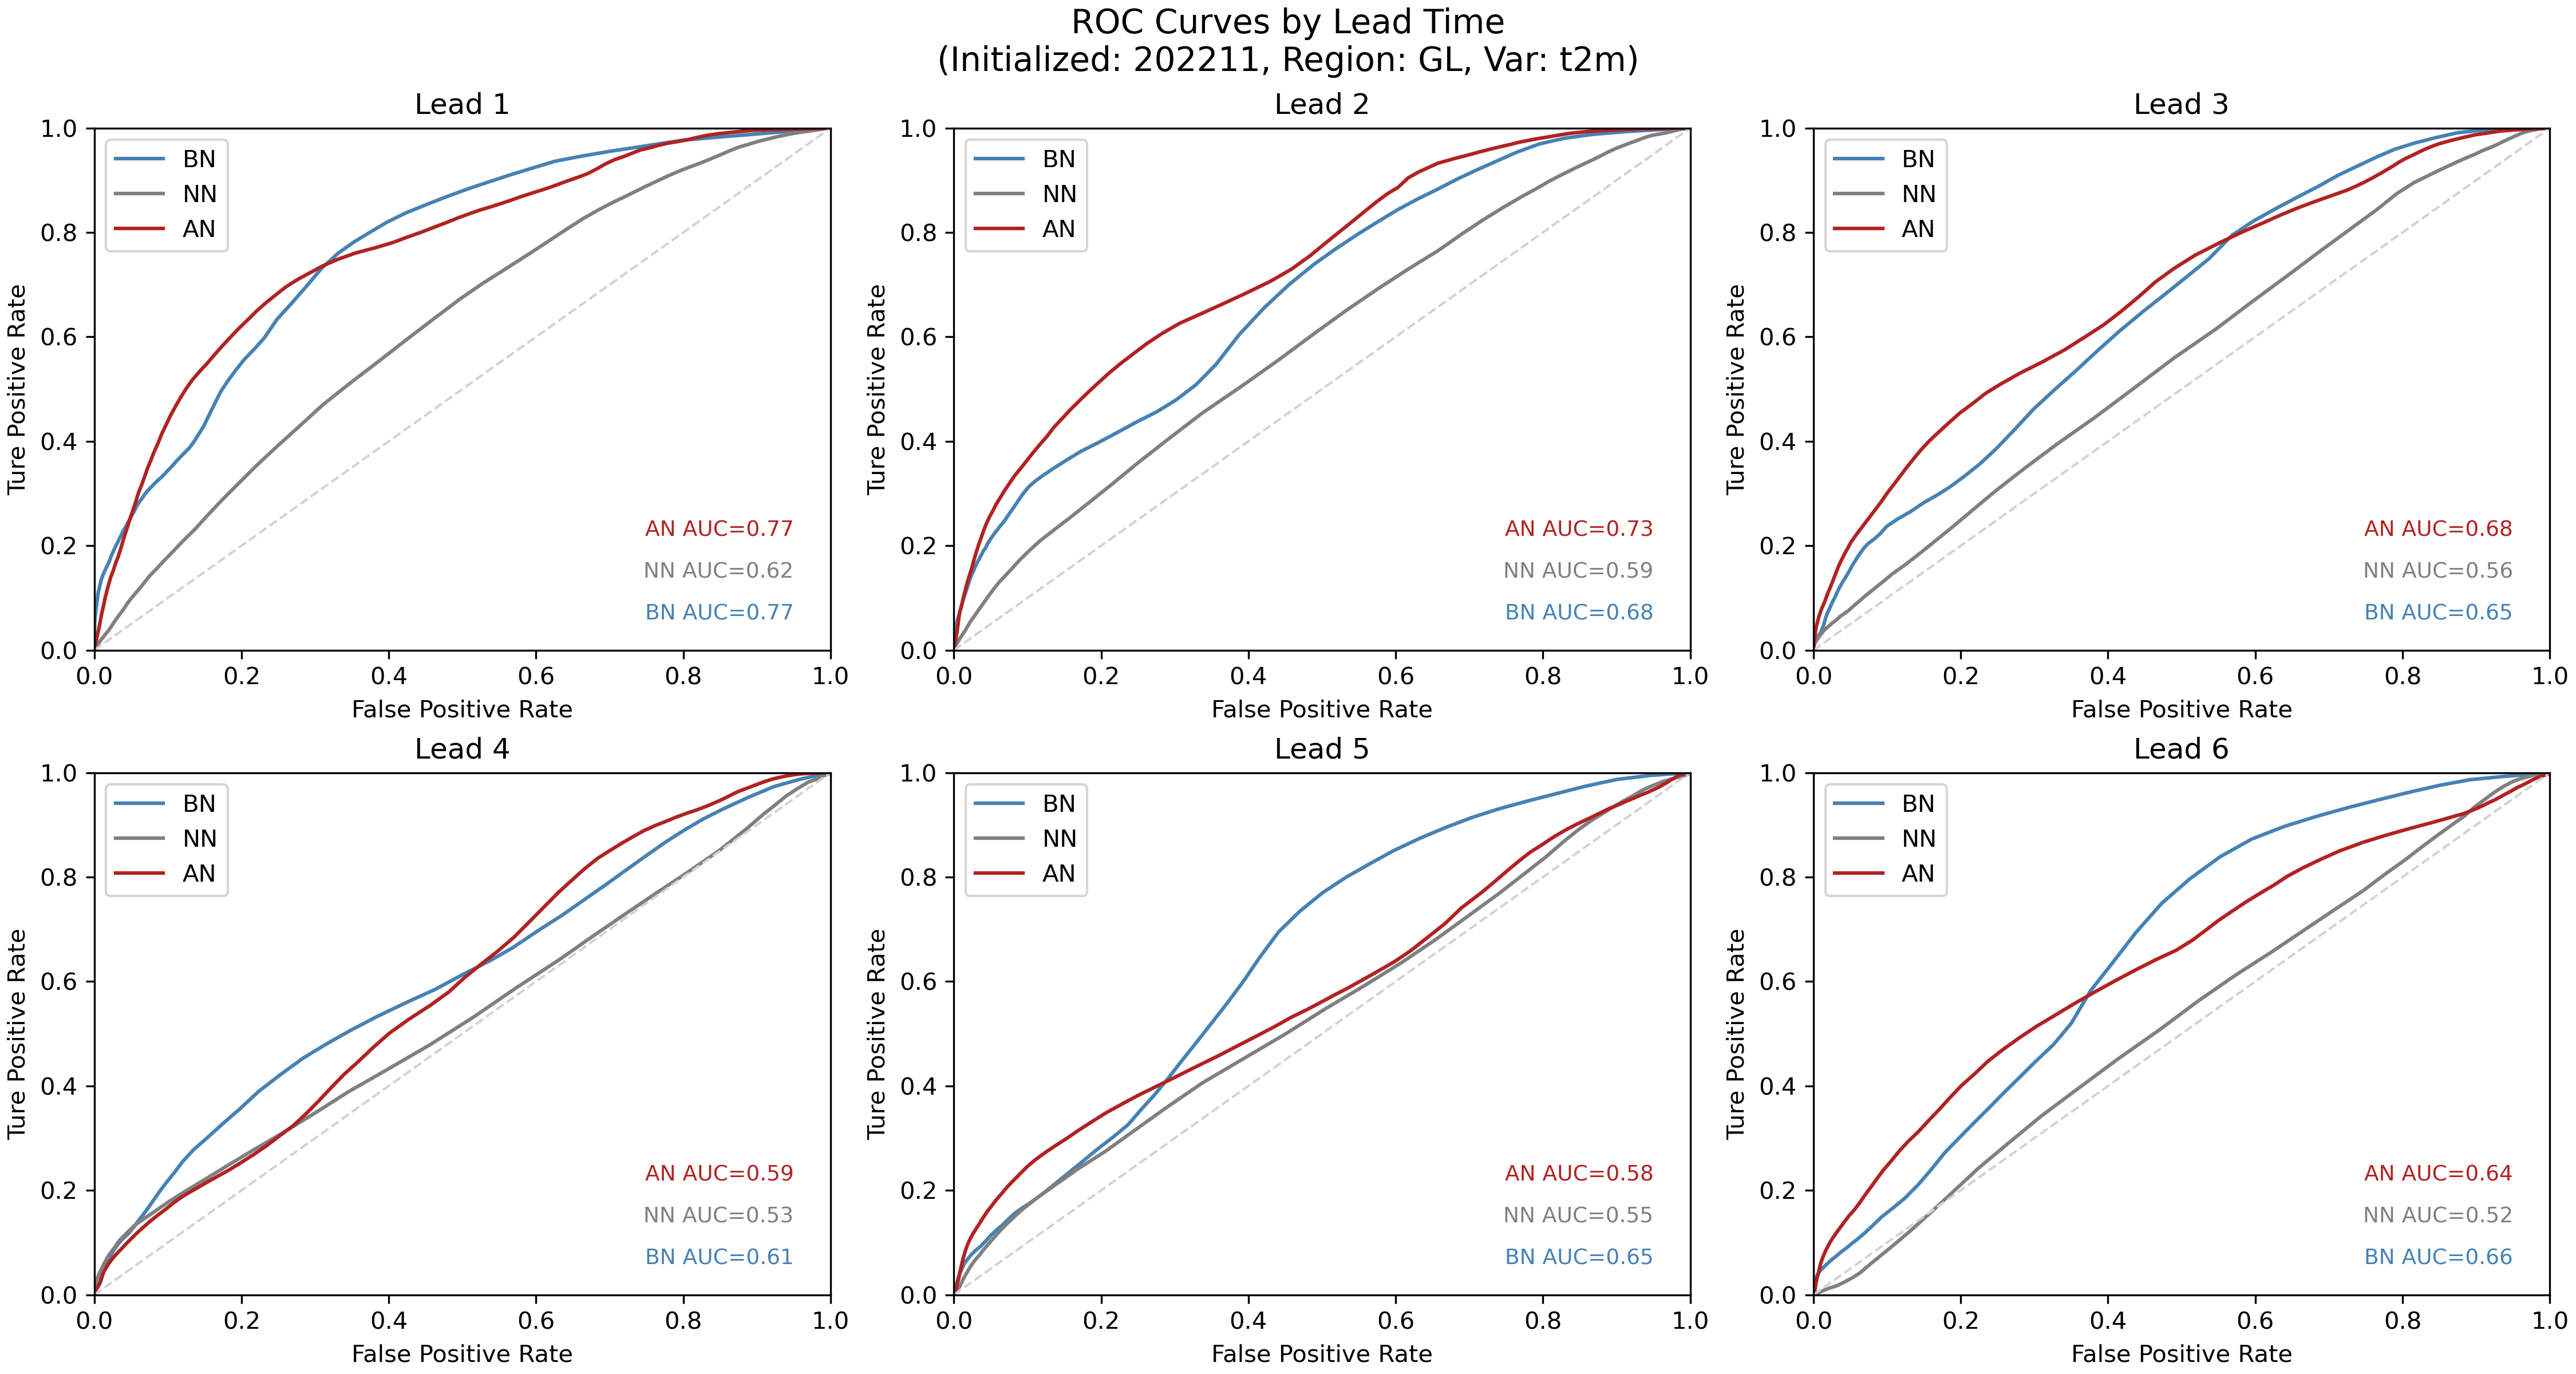 ROC Curves by Lead Time
(Initialized: 202211, Region: GL, Var: t2m)
Lead 1
1.0
0.8
0.6
0.4
0.2
0.0
Ture Positive Rate
BN
NN
AN
AN AUC=0.77
NN AUC=0.62
BN AUC=0.77
0.0 0.2 0.4 0.6 0.8 1.0
False Positive Rate
Lead 2
1.0
0.8
0.6
0.4
0.2
0.0
Ture Positive Rate
BN
NN
AN
AN AUC=0.73
NN AUC=0.59
BN AUC=0.68
0.0 0.2 0.4 0.6 0.8 1.0
False Positive Rate
Lead 3
1.0
0.8
0.6
0.4
0.2
0.0
Ture Positive Rate
BN
NN
AN
AN AUC=0.68
NN AUC=0.56
BN AUC=0.65
0.0 0.2 0.4 0.6 0.8 1.0
False Positive Rate
Lead 4
1.0
0.8
0.6
0.4
0.2
0.0
Ture Positive Rate
BN
NN
AN
AN AUC=0.59
NN AUC=0.53
BN AUC=0.61
0.0 0.2 0.4 0.6 0.8 1.0
False Positive Rate
Lead 5
1.0
0.8
0.6
0.4
0.2
0.0
Ture Positive Rate
BN
NN
AN
AN AUC=0.58
NN AUC=0.55
BN AUC=0.65
0.0 0.2 0.4 0.6 0.8 1.0
False Positive Rate
Lead 6
1.0
0.8
0.6
0.4
0.2
0.0
Ture Positive Rate
BN
NN
AN
AN AUC=0.64
NN AUC=0.52
BN AUC=0.66
0.0 0.2 0.4 0.6 0.8 1.0
False Positive Rate